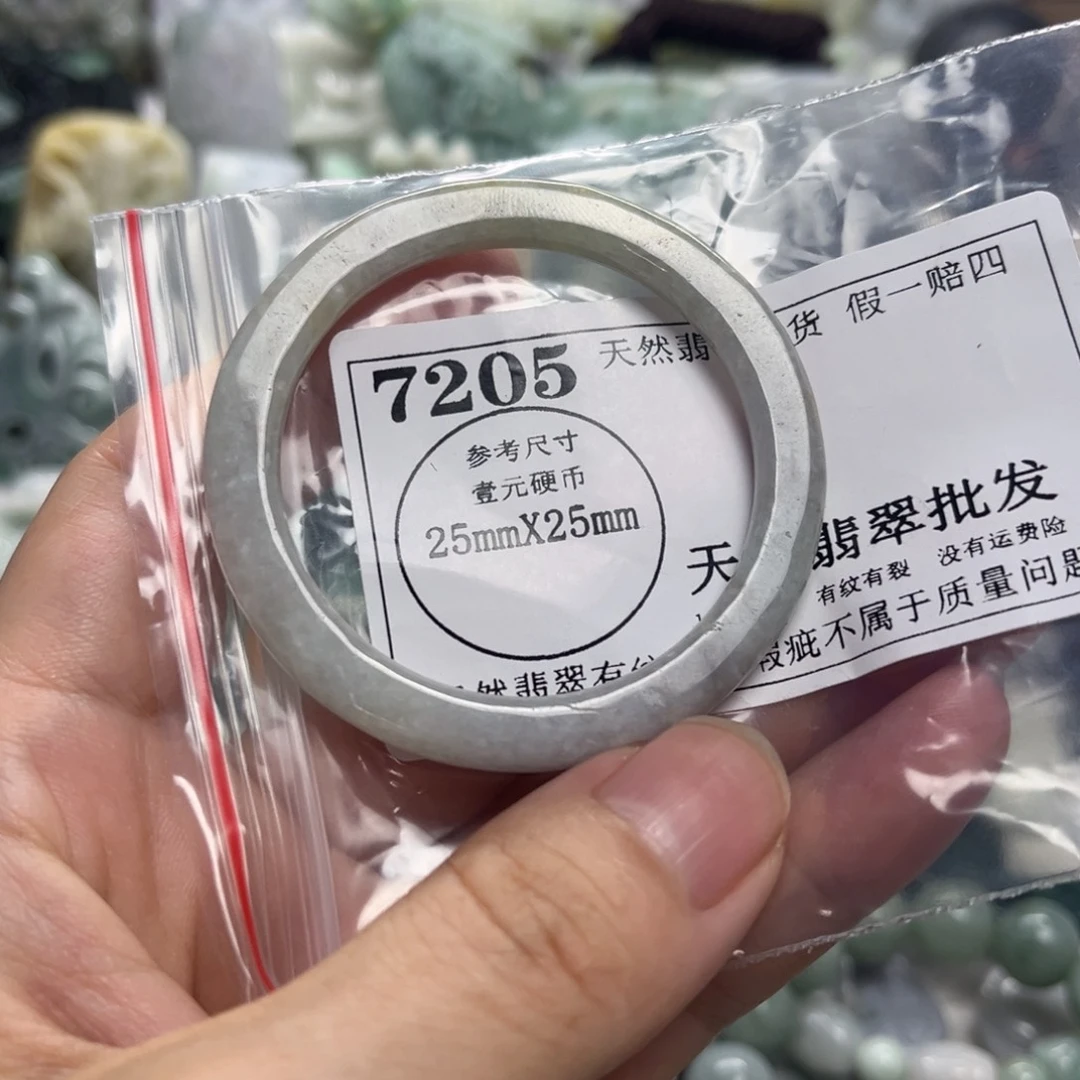 7205 天然翡 货 假一赔四
参考尺寸
壹元硬币
25mmX25mm
天 翡翠批发
有纹有裂 没有运费险
然翡翠有 瑕疵不属于质量问题